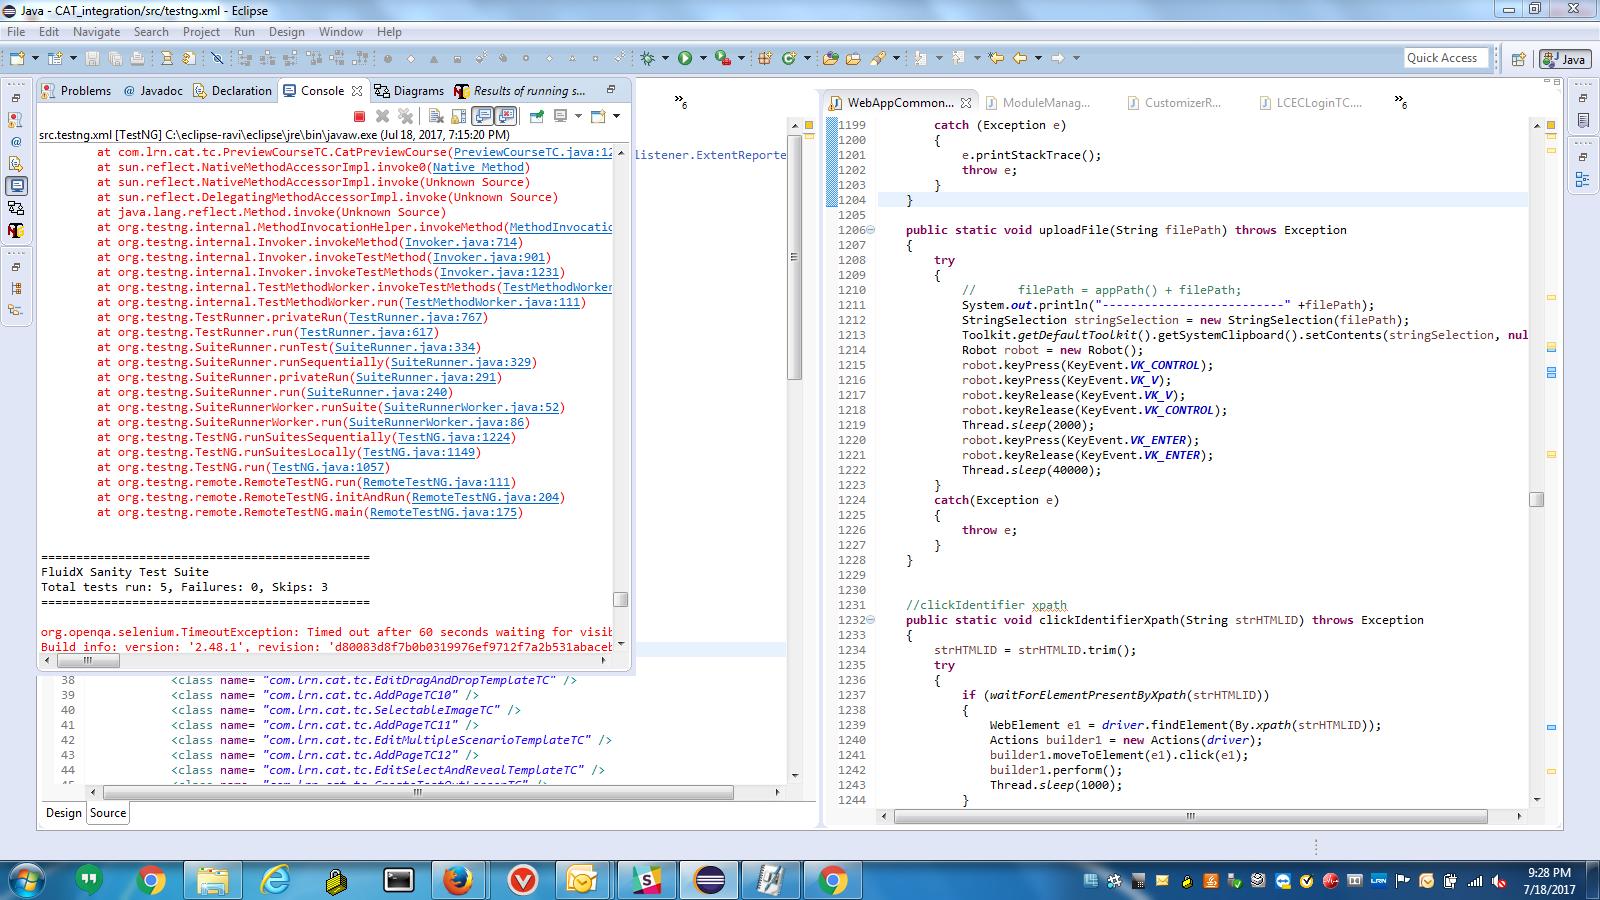 Java - CAT_integration/src/testng.xml - Eclipse
File Edit Navigate Search Project Run Design Window Help
Quick Access
Java
Problems @ Javadoc Declaration Console Diagrams Results of running s...
»6
WebAppCommon... ModuleManag... CustomizerR... LCECLoginTC....
»6
src.testng.xml [TestNG] C:\eclipse-ravi\eclipse\jre\bin\javaw.exe (Jul 18, 2017, 7:15:20 PM)
at com.lrn.cat.tc.PreviewCourseTC.CatPreviewCourse(PreviewCourseTC.java:12
at sun.reflect.NativeMethodAccessorImpl.invoke0(Native Method)
at sun.reflect.NativeMethodAccessorImpl.invoke(Unknown Source)
at sun.reflect.DelegatingMethodAccessorImpl.invoke(Unknown Source)
at java.lang.reflect.Method.invoke(Unknown Source)
at org.testng.internal.MethodInvocationHelper.invokeMethod(MethodInvocatio
at org.testng.internal.Invoker.invokeMethod(Invoker.java:714)
at org.testng.internal.Invoker.invokeTestMethod(Invoker.java:901)
at org.testng.internal.Invoker.invokeTestMethods(Invoker.java:1231)
at org.testng.internal.TestMethodWorker.invokeTestMethods(TestMethodWorker
at org.testng.internal.TestMethodWorker.run(TestMethodWorker.java:111)
at org.testng.TestRunner.privateRun(TestRunner.java:767)
at org.testng.TestRunner.run(TestRunner.java:617)
at org.testng.SuiteRunner.runTest(SuiteRunner.java:334)
at org.testng.SuiteRunner.runSequentially(SuiteRunner.java:329)
at org.testng.SuiteRunner.privateRun(SuiteRunner.java:291)
at org.testng.SuiteRunner.run(SuiteRunner.java:240)
at org.testng.SuiteRunnerWorker.runSuite(SuiteRunnerWorker.java:52)
at org.testng.SuiteRunnerWorker.run(SuiteRunnerWorker.java:86)
at org.testng.TestNG.runSuitesSequentially(TestNG.java:1224)
at org.testng.TestNG.runSuitesLocally(TestNG.java:1149)
at org.testng.TestNG.run(TestNG.java:1057)
at org.testng.remote.RemoteTestNG.run(RemoteTestNG.java:111)
at org.testng.remote.RemoteTestNG.initAndRun(RemoteTestNG.java:204)
at org.testng.remote.RemoteTestNG.main(RemoteTestNG.java:175)
===============================================
FluidX Sanity Test Suite
Total tests run: 5, Failures: 0, Skips: 3
===============================================
org.openqa.selenium.TimeoutException: Timed out after 60 seconds waiting for visib
Build info: version: '2.48.1', revision: 'd80083d8f7b0b0319976ef9712f7a2b531abaceb
listener.ExtentReporte
38 <class name= "com.lrn.cat.tc.EditDragAndDropTemplateTC" />
39 <class name= "com.lrn.cat.tc.AddPageTC10" />
40 <class name= "com.lrn.cat.tc.SelectableImageTC" />
41 <class name= "com.lrn.cat.tc.AddPageTC11" />
42 <class name= "com.lrn.cat.tc.EditMultipleScenarioTemplateTC" />
43 <class name= "com.lrn.cat.tc.AddPageTC12" />
44 <class name= "com.lrn.cat.tc.EditSelectAndRevealTemplateTC" />
Design Source
1199 catch (Exception e)
1200 {
1201 e.printStackTrace();
1202 throw e;
1203 }
1204 }
1205
1206 public static void uploadFile(String filePath) throws Exception
1207 {
1208 try
1209 {
1210 // filePath = appPath() + filePath;
1211 System.out.println("--------------------------" +filePath);
1212 StringSelection stringSelection = new StringSelection(filePath);
1213 Toolkit.getDefaultToolkit().getSystemClipboard().setContents(stringSelection, nul
1214 Robot robot = new Robot();
1215 robot.keyPress(KeyEvent.VK_CONTROL);
1216 robot.keyPress(KeyEvent.VK_V);
1217 robot.keyRelease(KeyEvent.VK_V);
1218 robot.keyRelease(KeyEvent.VK_CONTROL);
1219 Thread.sleep(2000);
1220 robot.keyPress(KeyEvent.VK_ENTER);
1221 robot.keyRelease(KeyEvent.VK_ENTER);
1222 Thread.sleep(40000);
1223 }
1224 catch(Exception e)
1225 {
1226 throw e;
1227 }
1228 }
1229
1230
1231 //clickIdentifier xpath
1232 public static void clickIdentifierXpath(String strHTMLID) throws Exception
1233 {
1234 strHTMLID = strHTMLID.trim();
1235 try
1236 {
1237 if (waitForElementPresentByXpath(strHTMLID))
1238 {
1239 WebElement e1 = driver.findElement(By.xpath(strHTMLID));
1240 Actions builder1 = new Actions(driver);
1241 builder1.moveToElement(e1).click(e1);
1242 builder1.perform();
1243 Thread.sleep(1000);
1244 }
9:28 PM
7/18/2017